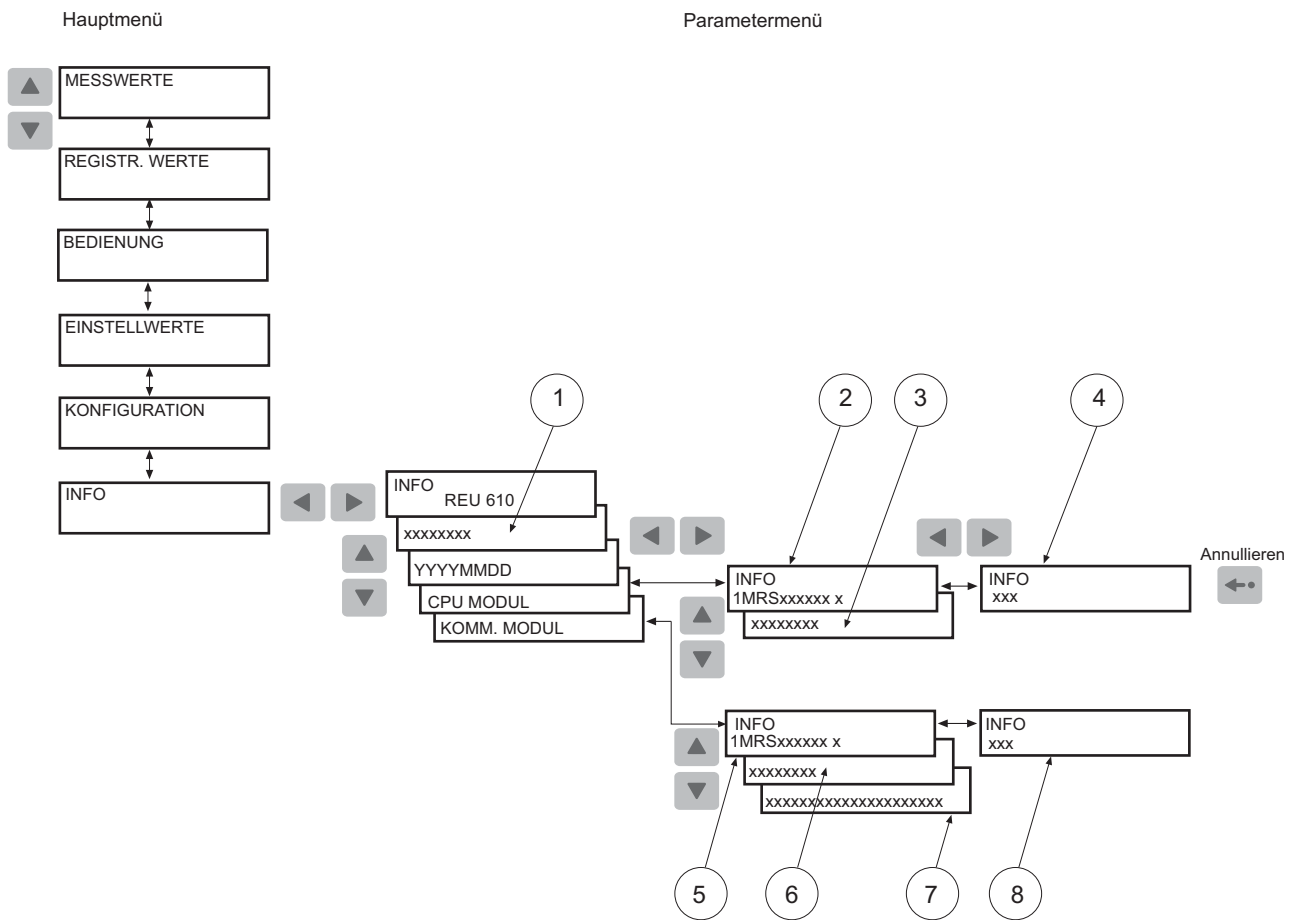 Hauptmenü
Parametermenü
MESSWERTE
REGISTR. WERTE
BEDIENUNG
EINSTELLWERTE
KONFIGURATION
INFO
1
2
3
4
INFO
REU 610
xxxxxxxx
YYYYMMDD
CPU MODUL
KOMM. MODUL
INFO
1MRSxxxxxx x
xxxxxxxx
INFO
xxx
Annullieren
INFO
1MRSxxxxxx x
xxxxxxxx
xxxxxxxxxxxxxxxxxxxxx
INFO
xxx
5
6
7
8